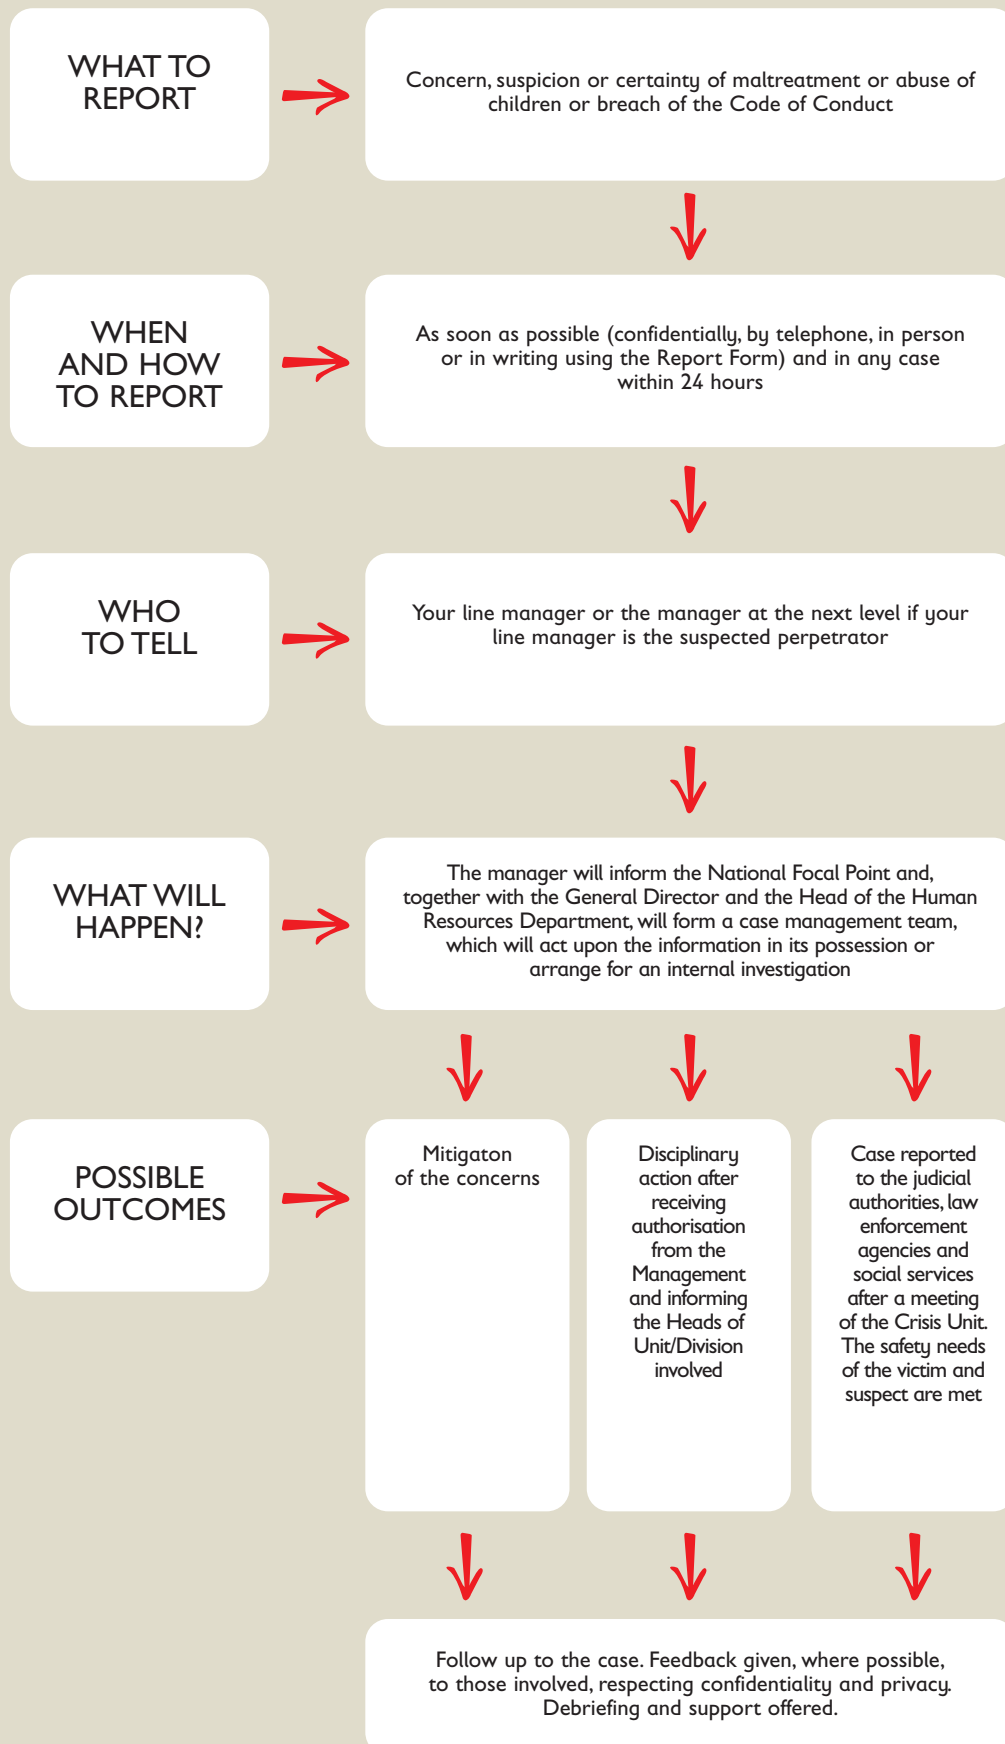 WHAT TO
REPORT
Concern, suspicion or certainty of maltreatment or abuse of
children or breach of the Code of Conduct
WHEN
AND HOW
TO REPORT
As soon as possible (confidentially, by telephone, in person
or in writing using the Report Form) and in any case
within 24 hours
WHO
TO TELL
Your line manager or the manager at the next level if your
line manager is the suspected perpetrator
WHAT WILL
HAPPEN?
The manager will inform the National Focal Point and,
together with the General Director and the Head of the Human
Resources Department, will form a case management team,
which will act upon the information in its possession or
arrange for an internal investigation
POSSIBLE
OUTCOMES
Mitigaton
of the concerns
Disciplinary
action after
receiving
authorisation
from the
Management
and informing
the Heads of
Unit/Division
involved
Case reported
to the judicial
authorities, law
enforcement
agencies and
social services
after a meeting
of the Crisis Unit.
The safety needs
of the victim and
suspect are met
Follow up to the case. Feedback given, where possible,
to those involved, respecting confidentiality and privacy.
Debriefing and support offered.